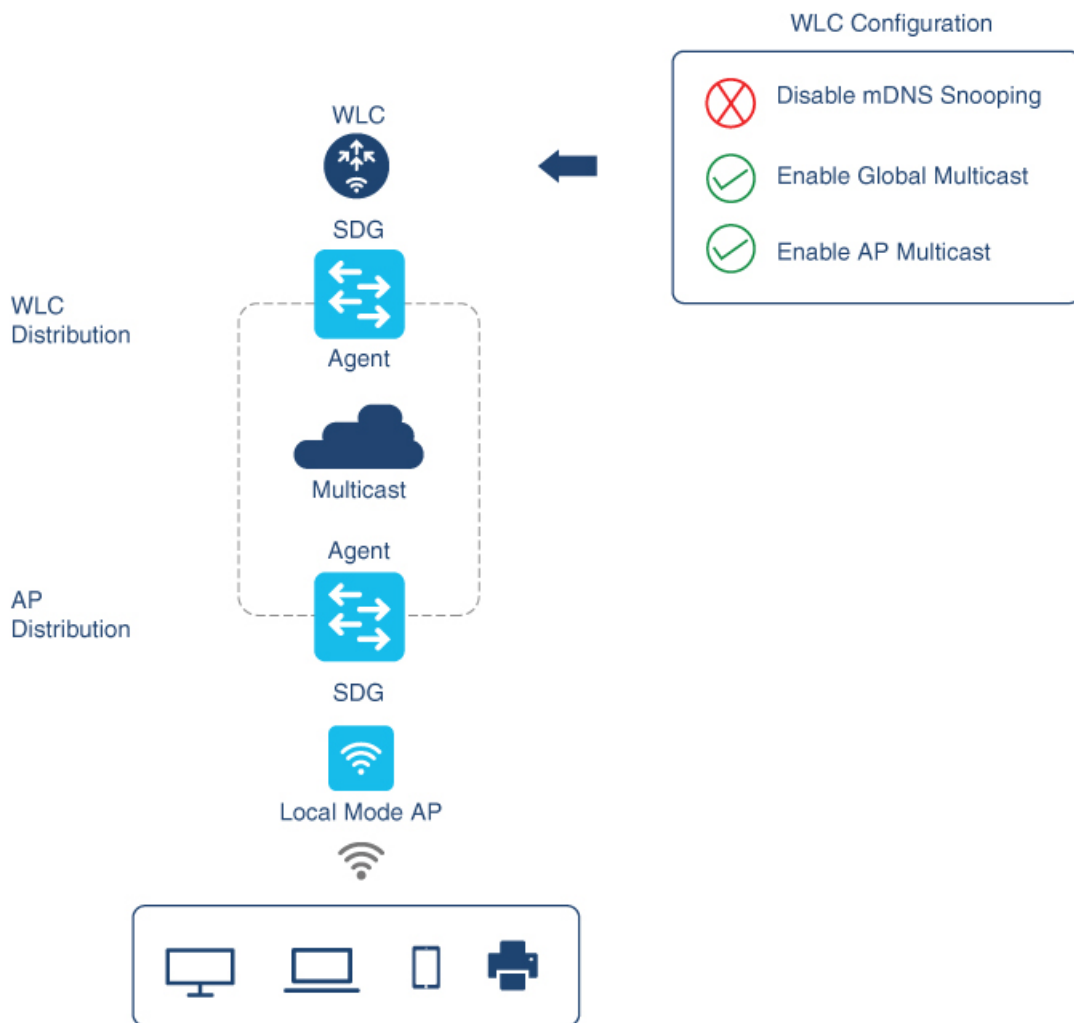 WLC Configuration
Disable mDNS Snooping
Enable Global Multicast
Enable AP Multicast
WLC
SDG
WLC
Distribution
Agent
Multicast
Agent
AP
Distribution
SDG
Local Mode AP